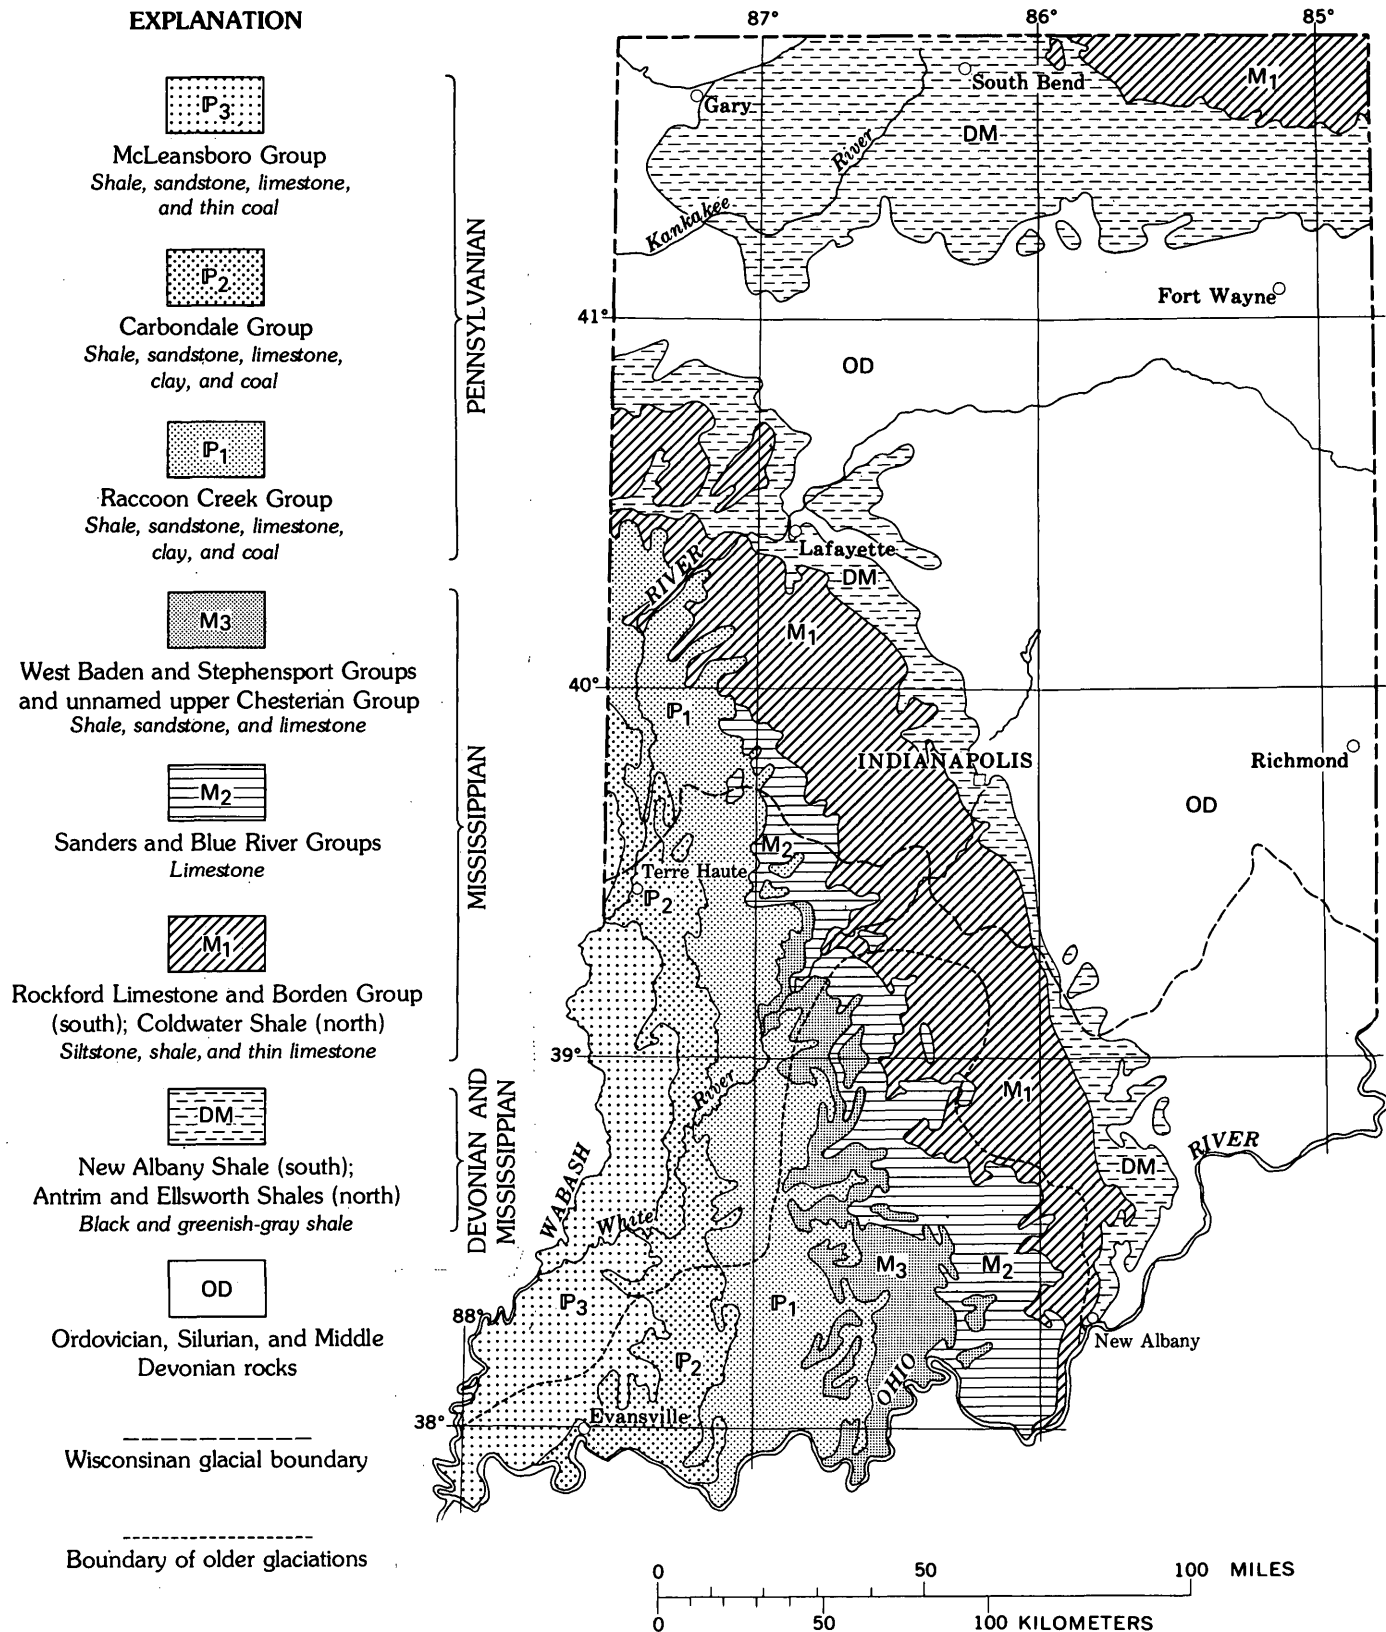 EXPLANATION
ℙ3
McLeansboro Group
Shale, sandstone, limestone,
and thin coal
ℙ2
Carbondale Group
Shale, sandstone, limestone,
clay, and coal
ℙ1
Raccoon Creek Group
Shale, sandstone, limestone,
clay, and coal
PENNSYLVANIAN
M3
West Baden and Stephensport Groups
and unnamed upper Chesterian Group
Shale, sandstone, and limestone
M2
Sanders and Blue River Groups
Limestone
M1
Rockford Limestone and Borden Group
(south); Coldwater Shale (north)
Siltstone, shale, and thin limestone
MISSISSIPPIAN
DM
New Albany Shale (south);
Antrim and Ellsworth Shales (north)
Black and greenish-gray shale
DEVONIAN AND
MISSISSIPPIAN
OD
Ordovician, Silurian, and Middle
Devonian rocks
Wisconsinan glacial boundary
Boundary of older glaciations
87°
86°
85°
South Bend
M1
Gary
DM
River
Kankakee
Fort Wayne
41°
OD
Lafayette
RIVER
DM
M1
40°
ℙ1
INDIANAPOLIS
Richmond
OD
M2
Terre Haute
ℙ2
39°
River
M1
WABASH
RIVER
DM
White
M3
M2
ℙ3
ℙ1
88°
New Albany
ℙ2
OHIO
38°
Evansville
0 50 100 MILES
0 50 100 KILOMETERS